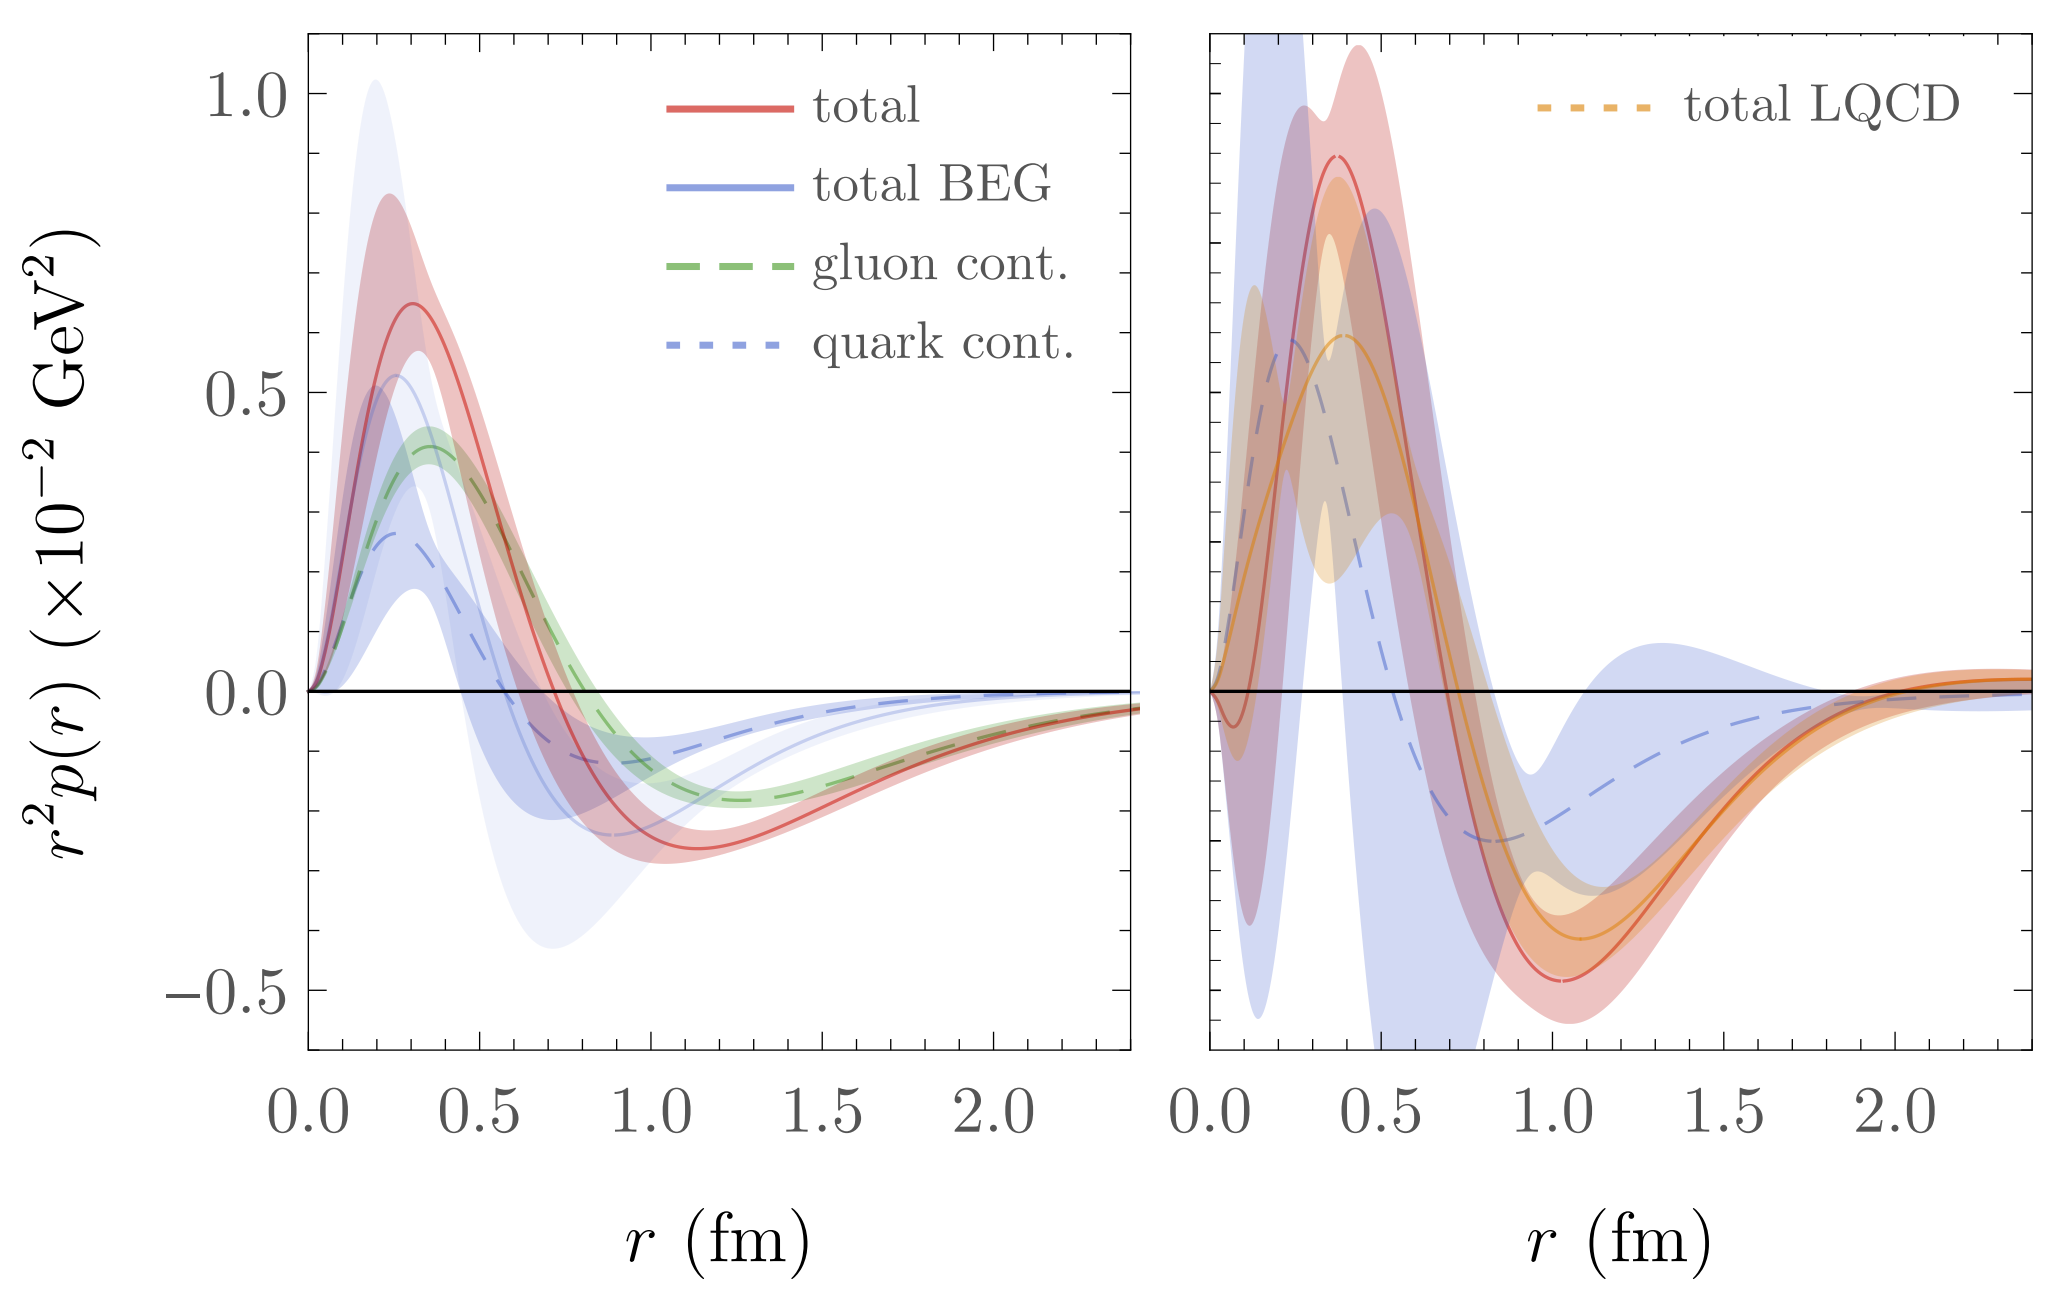 r²p(r) (×10⁻² GeV²)
1.0
0.5
0.0
−0.5
total
total BEG
gluon cont.
quark cont.
total LQCD
0.0 0.5 1.0 1.5 2.0
0.0 0.5 1.0 1.5 2.0
r (fm)
r (fm)